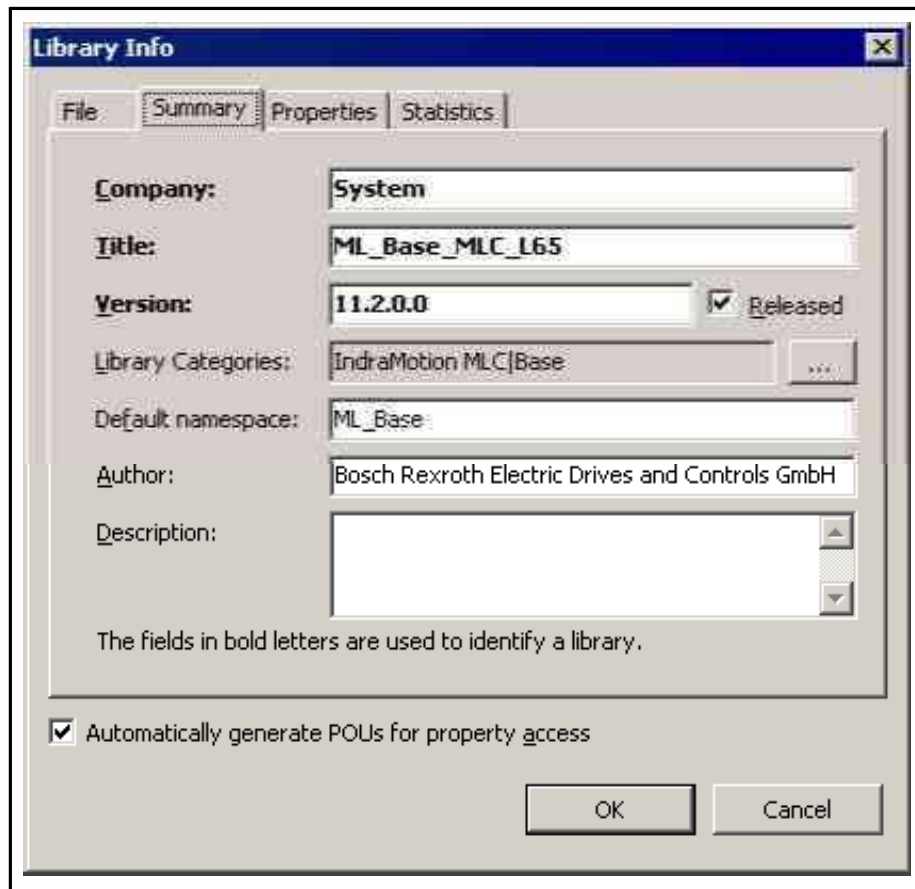 Library Info
File Summary Properties Statistics
Company: System
Title: ML_Base_MLC_L65
Version: 11.2.0.0 Released
Library Categories: IndraMotion MLC|Base ...
Default namespace: ML_Base
Author: Bosch Rexroth Electric Drives and Controls GmbH
Description:
The fields in bold letters are used to identify a library.
Automatically generate POUs for property access
OK Cancel